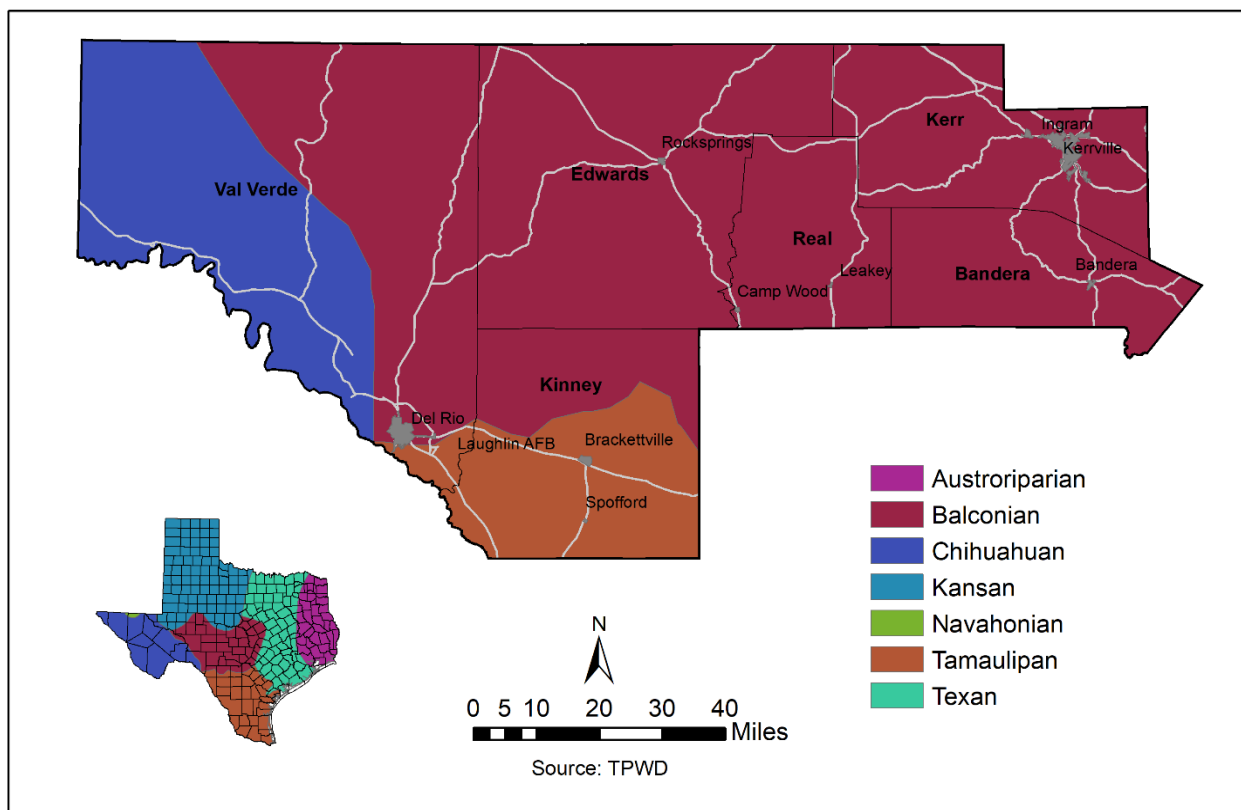 Kerr
Ingram
Kerrville
Rocksprings
Edwards
Val Verde
Real
Leakey
Bandera
Bandera
Camp Wood
Kinney
Del Rio
Laughlin AFB
Brackettville
Spofford
Austroriparian
Balconian
Chihuahuan
Kansan
Navahonian
Tamaulipan
Texan
N
0 5 10 20 30 40
Miles
Source: TPWD